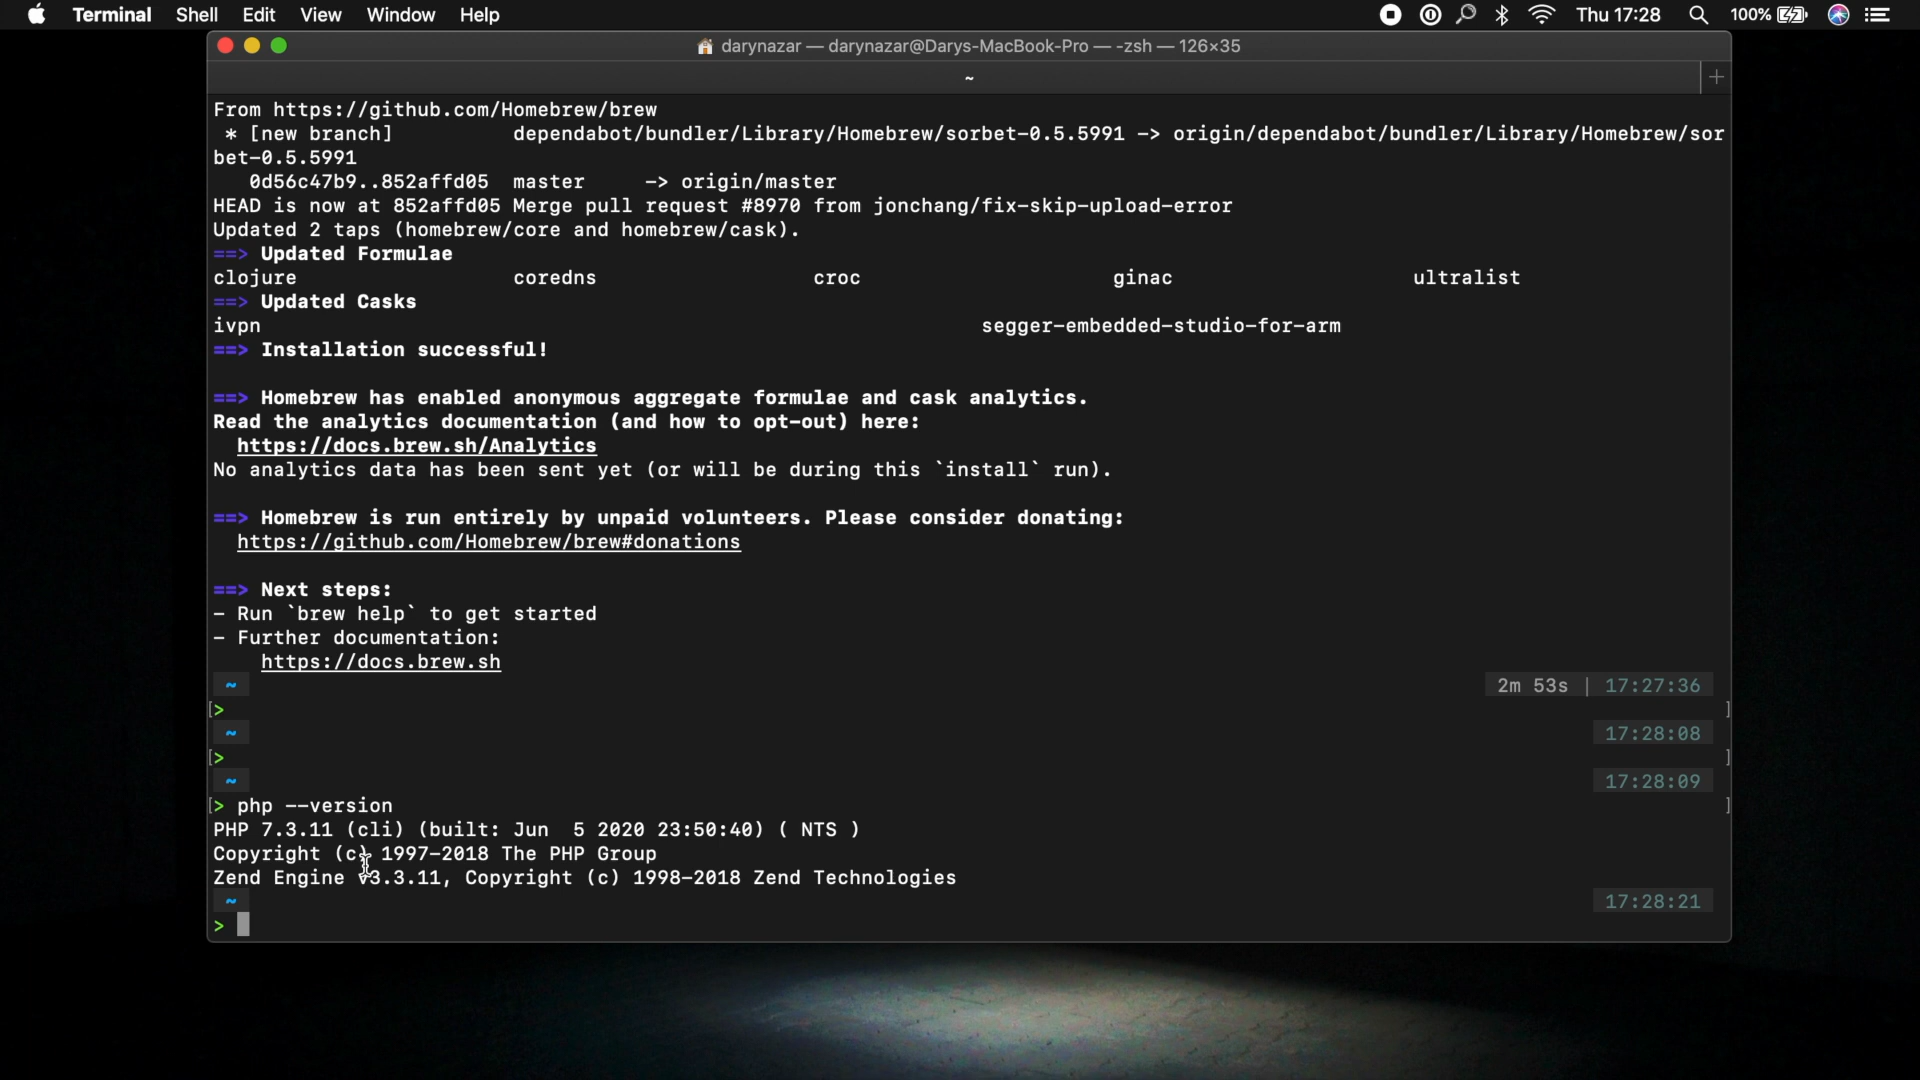 Terminal Shell Edit View Window Help Thu 17:28 100%
darynazar — darynazar@Darys-MacBook-Pro — -zsh — 126×35
~
From https://github.com/Homebrew/brew
* [new branch] dependabot/bundler/Library/Homebrew/sorbet-0.5.5991 -> origin/dependabot/bundler/Library/Homebrew/sor
bet-0.5.5991
0d56c47b9..852affd05 master -> origin/master
HEAD is now at 852affd05 Merge pull request #8970 from jonchang/fix-skip-upload-error
Updated 2 taps (homebrew/core and homebrew/cask).
==> Updated Formulae
clojure coredns croc ginac ultralist
==> Updated Casks
ivpn segger-embedded-studio-for-arm
==> Installation successful!
==> Homebrew has enabled anonymous aggregate formulae and cask analytics.
Read the analytics documentation (and how to opt-out) here:
https://docs.brew.sh/Analytics
No analytics data has been sent yet (or will be during this `install` run).
==> Homebrew is run entirely by unpaid volunteers. Please consider donating:
https://github.com/Homebrew/brew#donations
==> Next steps:
- Run `brew help` to get started
- Further documentation:
https://docs.brew.sh
~ 2m 53s | 17:27:36
[> ]
~ 17:28:08
[> ]
~ 17:28:09
[> php --version ]
PHP 7.3.11 (cli) (built: Jun 5 2020 23:50:40) ( NTS )
Copyright (c) 1997-2018 The PHP Group
Zend Engine v3.3.11, Copyright (c) 1998-2018 Zend Technologies
~ 17:28:21
>